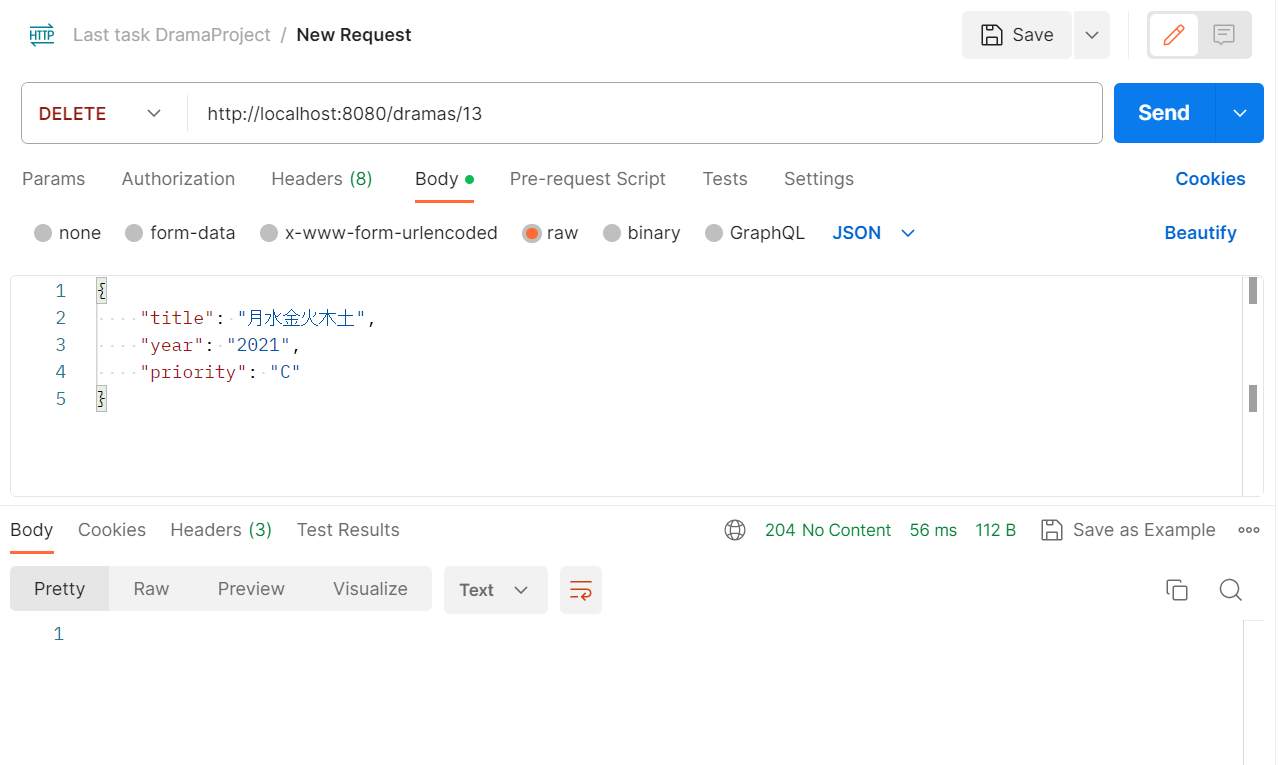 HTTP Last task DramaProject / New Request Save
DELETE http://localhost:8080/dramas/13 Send
Params Authorization Headers (8) Body Pre-request Script Tests Settings Cookies
none form-data x-www-form-urlencoded raw binary GraphQL JSON Beautify
1 {
2 "title": "月水金火木土",
3 "year": "2021",
4 "priority": "C"
5 }
Body Cookies Headers (3) Test Results 204 No Content 56 ms 112 B Save as Example
Pretty Raw Preview Visualize Text
1